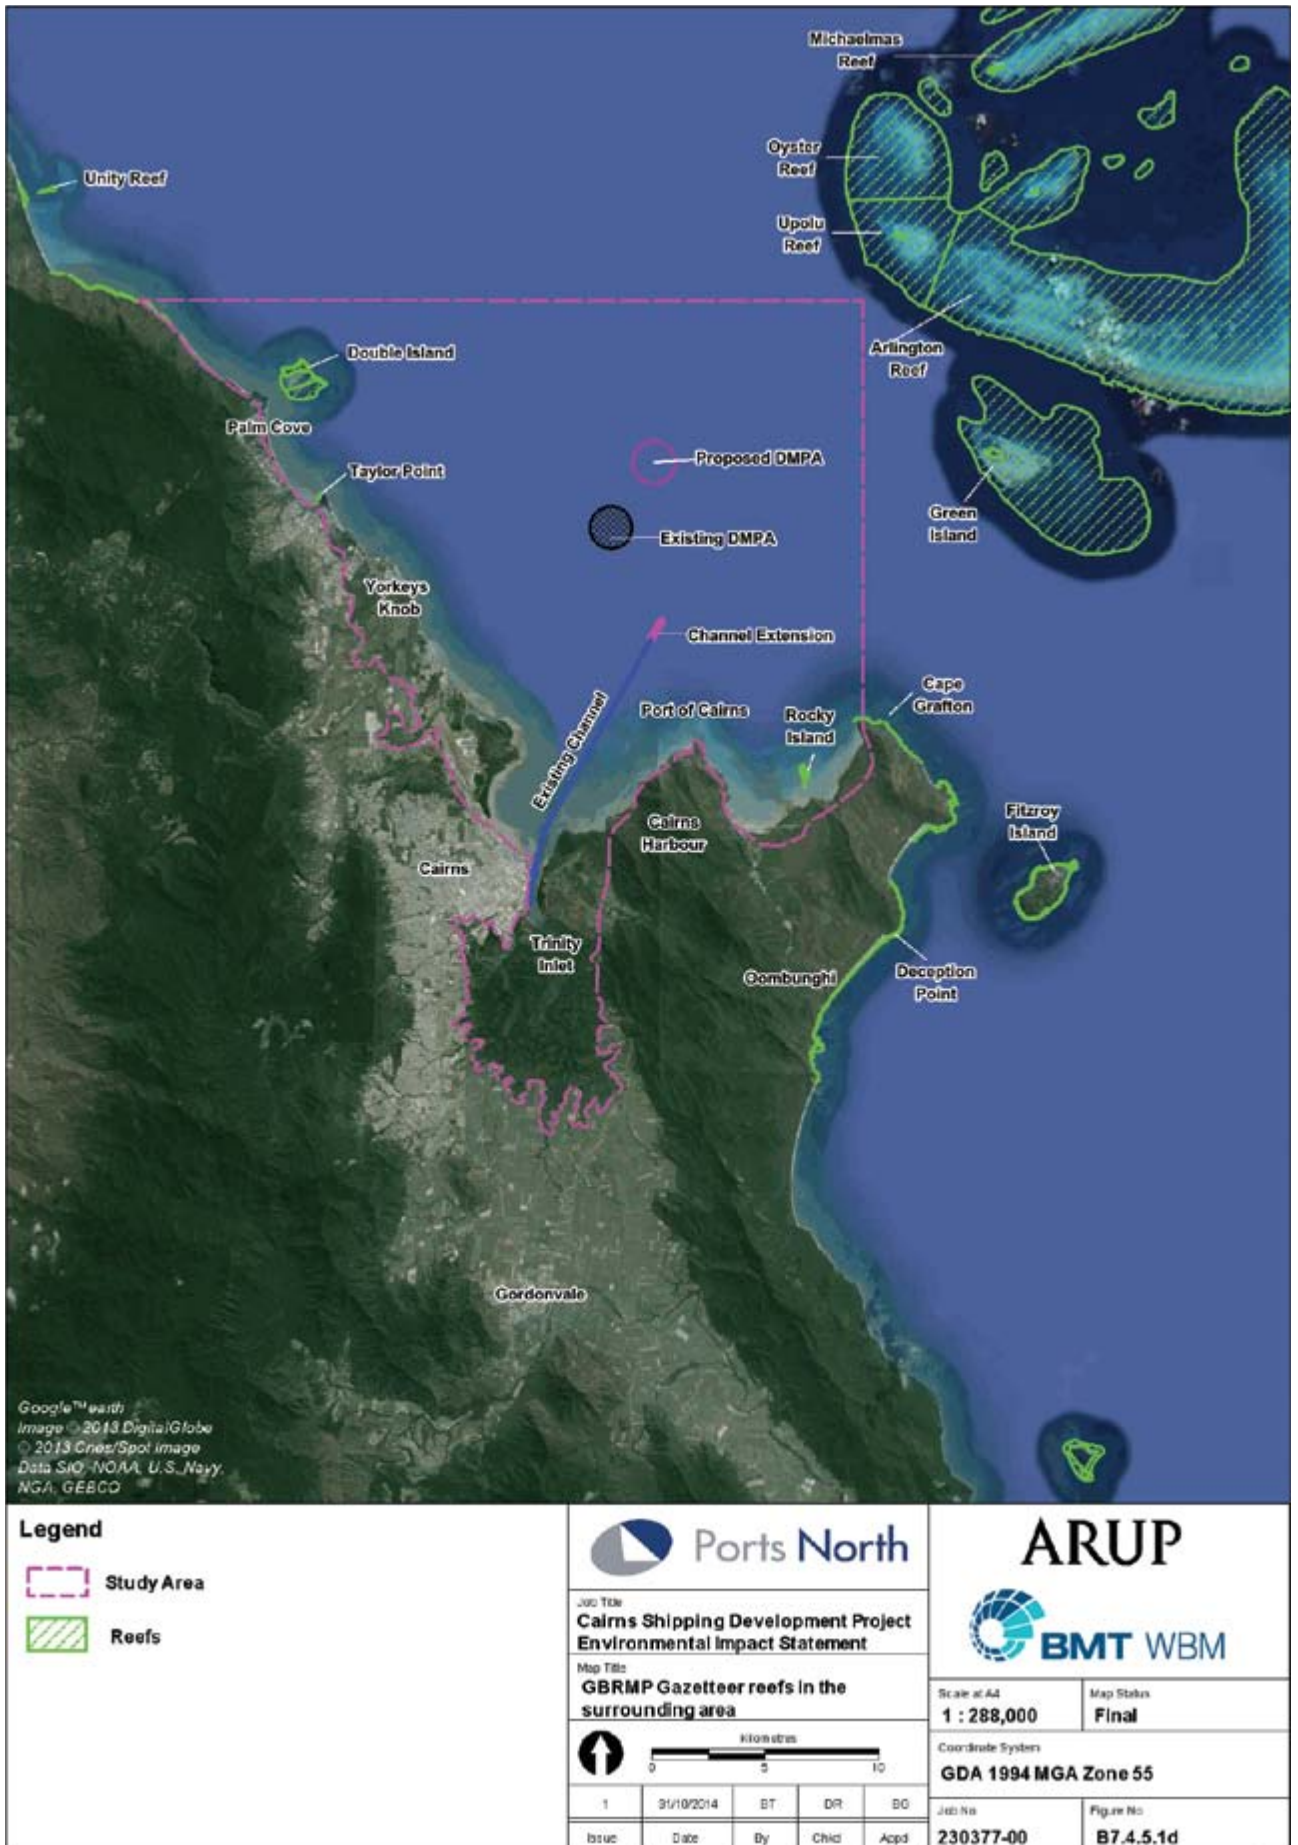 Michaelmas
Reef
Oyster
Reef
Unity Reef
Upolu
Reef
Arlington
Reef
Double Island
Palm Cove
Taylor Point
Proposed DMPA
Existing DMPA
Green
Island
Yorkeys
Knob
Channel Extension
Cape
Grafton
Port of Cairns
Rocky
Island
Existing Channel
Fitzroy
Island
Cairns
Harbour
Cairns
Trinity
Inlet
Oombunghi
Deception
Point
Gordonvale
Google™earth
Image © 2013 DigitalGlobe
© 2013 Cnes/Spot Image
Data SIO, NOAA, U.S. Navy,
NGA, GEBCO
Legend
Study Area
Reefs
Ports North
Job Title
Cairns Shipping Development Project
Environmental Impact Statement
Map Title
GBRMP Gazetteer reefs in the
surrounding area
Kilometres
0 5 10
1 31/10/2014 BT DR BG
Issue Date By Chkd Appd
ARUP
BMT WBM
Scale at A4
1 : 288,000
Map Status
Final
Coordinate System
GDA 1994 MGA Zone 55
Job No
230377-00
Figure No
B7.4.5.1d